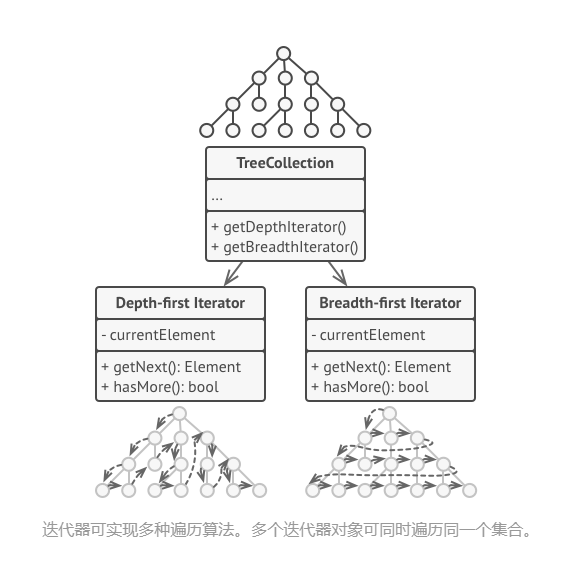 TreeCollection
...
+ getDepthIterator()
+ getBreadthIterator()
Depth-first Iterator
- currentElement
+ getNext(): Element
+ hasMore(): bool
Breadth-first Iterator
- currentElement
+ getNext(): Element
+ hasMore(): bool
迭代器可实现多种遍历算法。多个迭代器对象可同时遍历同一个集合。